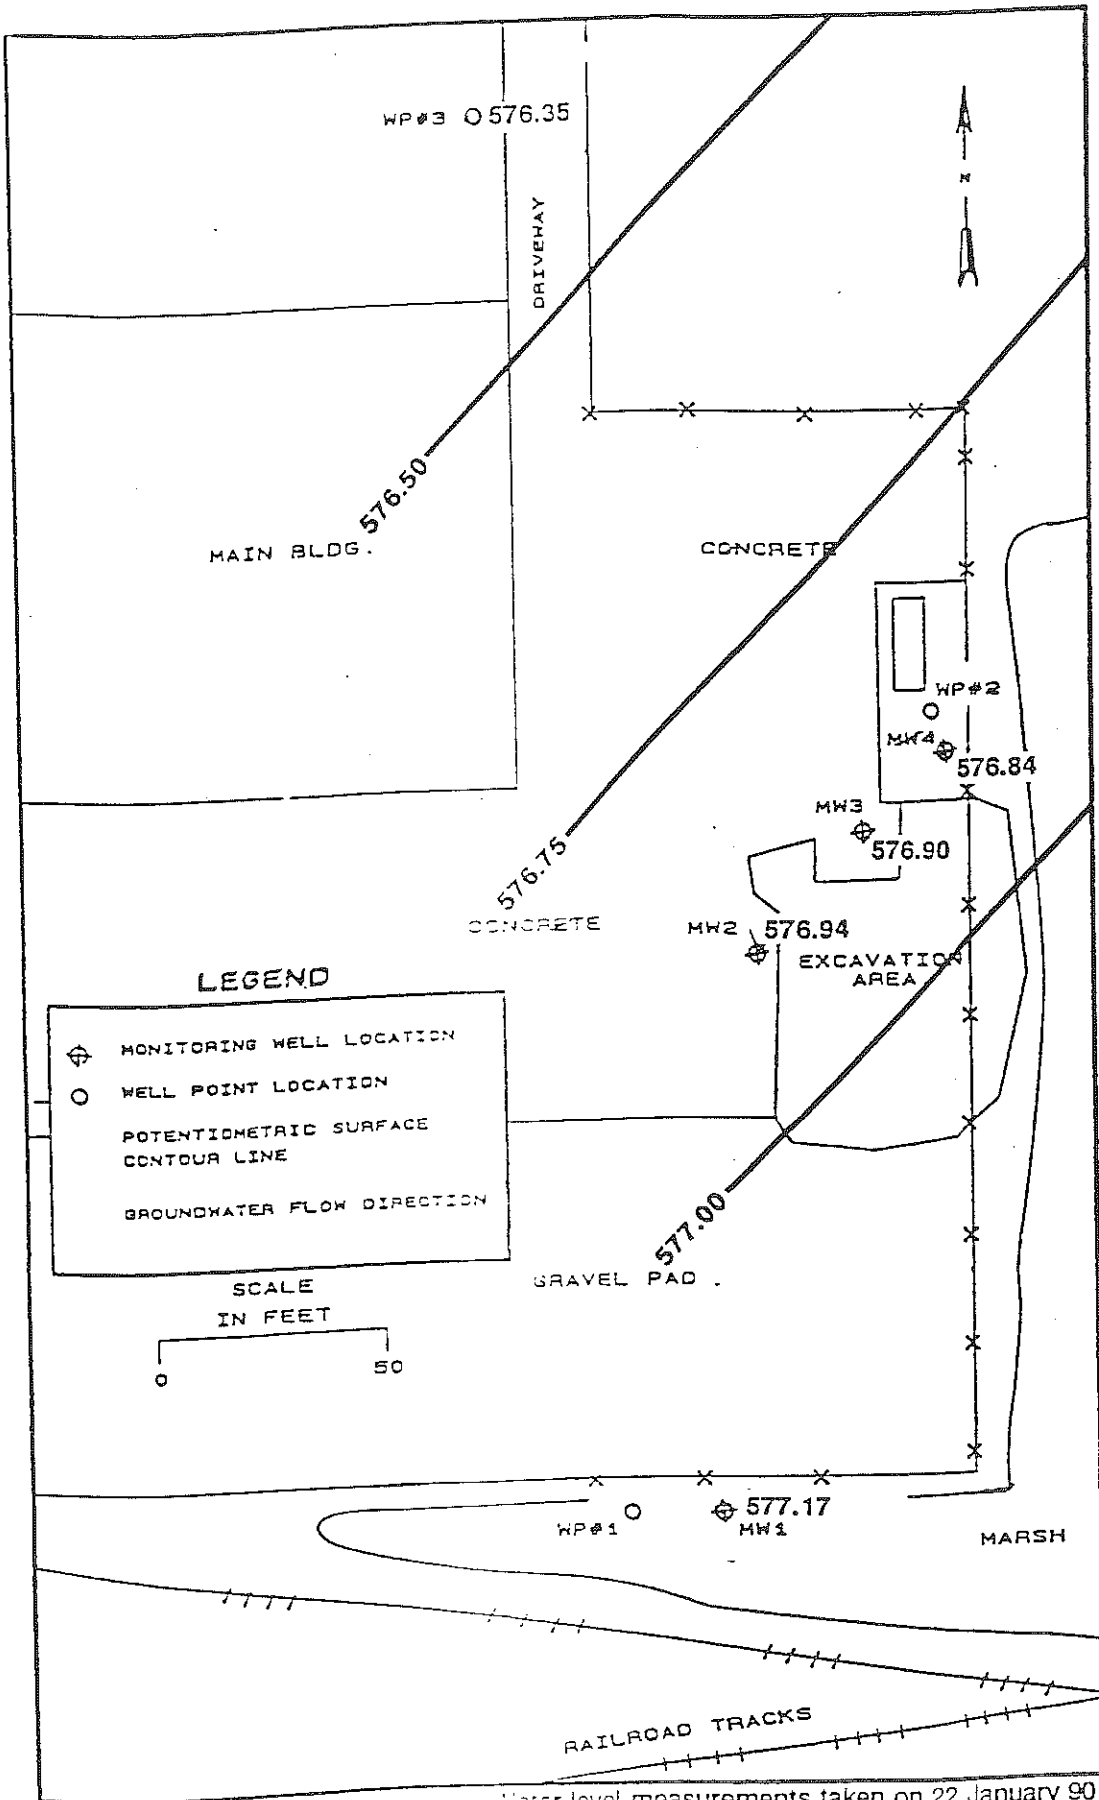 WP#3 576.35
N
DRIVEWAY
576.50
MAIN BLDG.
CONCRETE
WP#2
MW4
576.84
MW3
576.90
576.75
CONCRETE
MW2 576.94
EXCAVATION
AREA
LEGEND
MONITORING WELL LOCATION
WELL POINT LOCATION
POTENTIOMETRIC SURFACE
CONTOUR LINE
GROUNDWATER FLOW DIRECTION
577.00
GRAVEL PAD .
SCALE
IN FEET
0 50
577.17
WP#1 MW1
MARSH
RAILROAD TRACKS
Water level measurements taken on 22 January 90